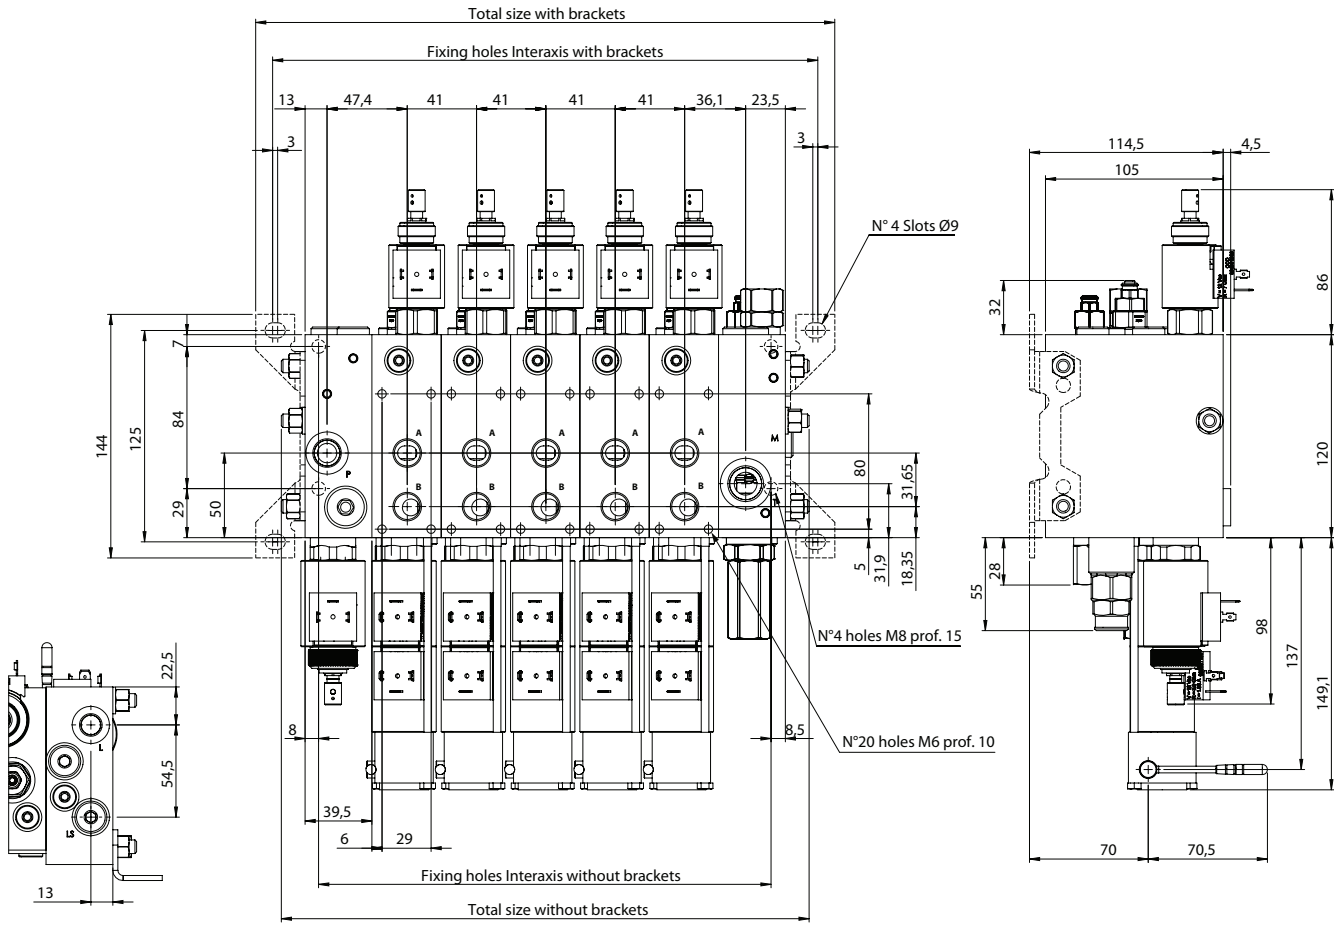 Total size with brackets
Fixing holes Interaxis with brackets
13
47,4
41
41
41
41
36,1
23,5
3
3
114,5
4,5
105
N° 4 Slots Ø9
86
32
7
144
125
84
50
29
A
A
A
A
A
M
P
B
B
B
B
B
80
31,65
5
31,9
18,35
120
55
28
98
137
149,1
N°4 holes M8 prof. 15
N°20 holes M6 prof. 10
22,5
L
54,5
LS
13
8
8,5
39,5
6
29
70
70,5
Fixing holes Interaxis without brackets
Total size without brackets